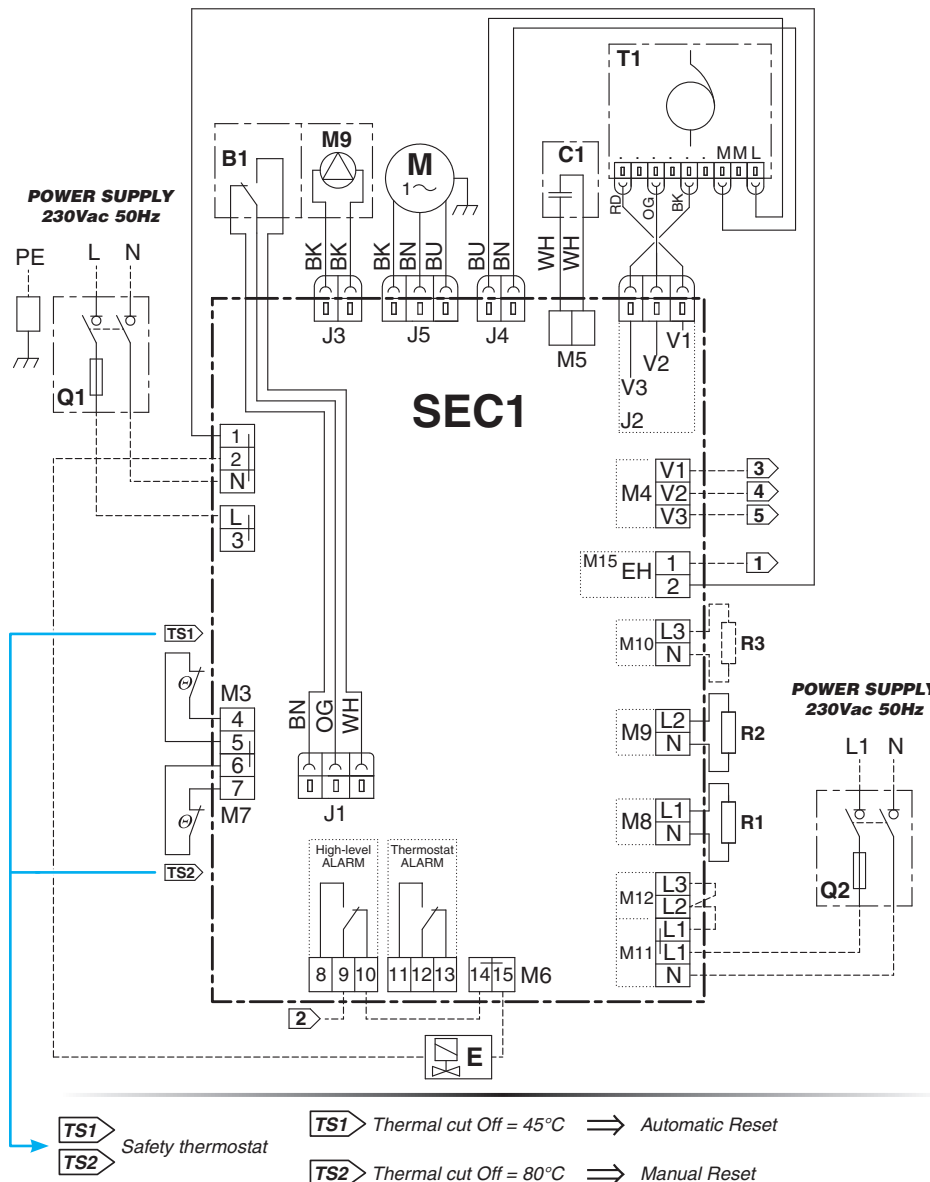 T1
- - - - - M M L
RD OG BK
B1
M9
M
1~
C1
POWER SUPPLY
230Vac 50Hz
PE L N
Q1
BK BK
BK BN BU
BU BN
WH WH
J3 J5 J4 M5
V1
V2
V3
J2
SEC1
1
2
N
L
3
M4
V1 3
V2 4
V3 5
M15 EH
1 1
2
TS1
Θ
M3
4
5
6
7
M7
Θ
TS2
M10 L3
N
R3
M9 L2
N
R2
M8 L1
N
R1
M12 L3
L2
M11 L1
L1
N
POWER SUPPLY
230Vac 50Hz
L1 N
Q2
BN OG WH
J1
High-level
ALARM
Thermostat
ALARM
8 9 10 11 12 13 14 15 M6
2
E
TS1
TS2
Safety thermostat
TS1 Thermal cut Off = 45°C ⇒ Automatic Reset
TS2 Thermal cut Off = 80°C ⇒ Manual Reset